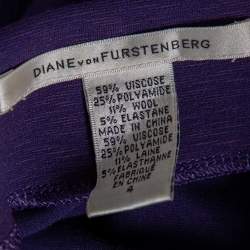 DIANE VON FURSTENBERG
59% VISCOSE
25% POLYAMIDE
11% WOOL
5% ELASTANE
MADE IN CHINA
59% VISCOSE
25% POLYAMIDE
11% LAINE
5% ELASTHANNE
FABRIQUE
EN CHINE
4